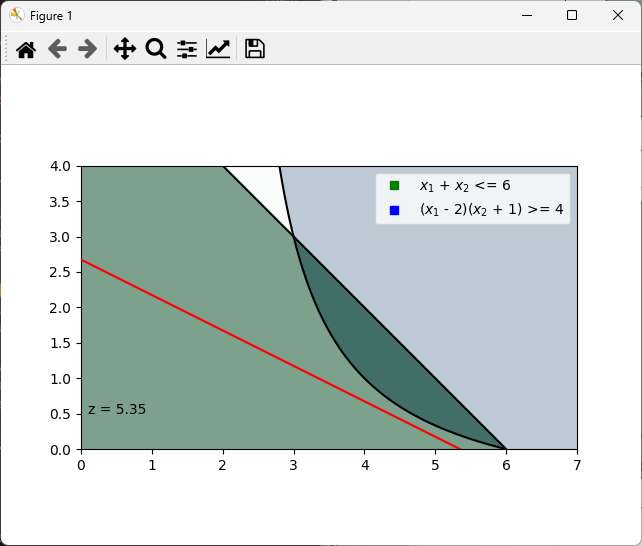 Figure 1
4.0
3.5
3.0
2.5
2.0
1.5
1.0
0.5
0.0
x₁ + x₂ <= 6
(x₁ - 2)(x₂ + 1) >= 4
z = 5.35
0 1 2 3 4 5 6 7